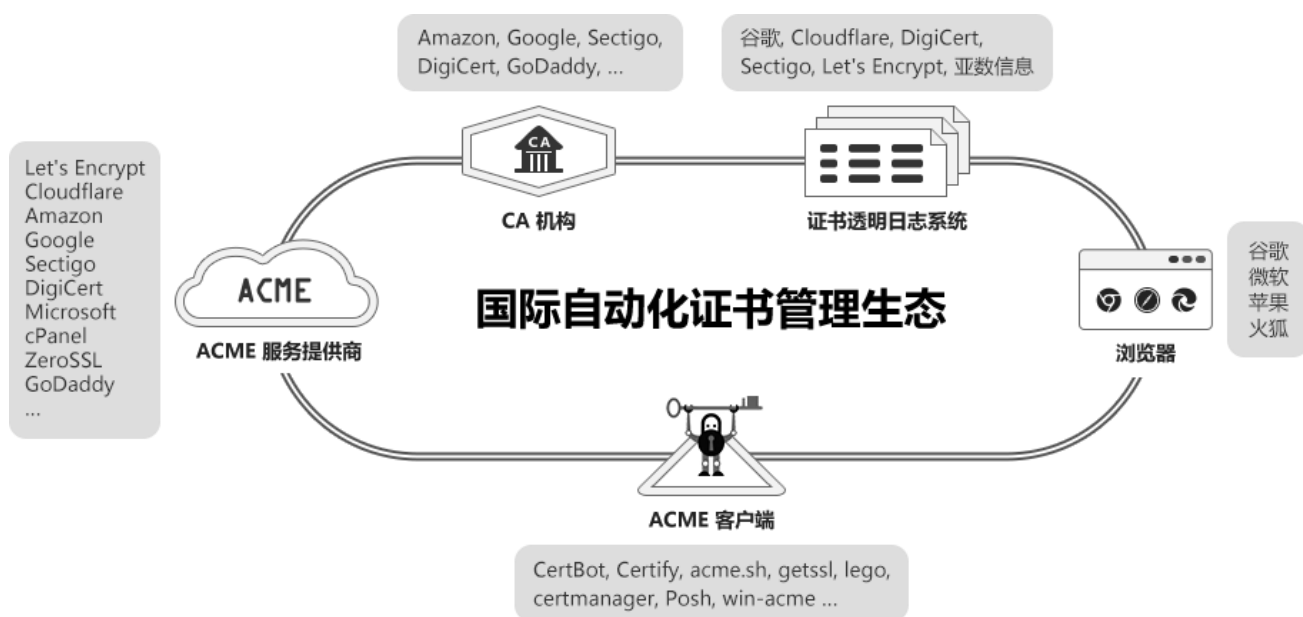 Amazon, Google, Sectigo,
DigiCert, GoDaddy, ...
谷歌, Cloudflare, DigiCert,
Sectigo, Let's Encrypt, 亚数信息
CA
CA 机构
证书透明日志系统
Let's Encrypt
Cloudflare
Amazon
Google
Sectigo
DigiCert
Microsoft
cPanel
ZeroSSL
GoDaddy
...
ACME
ACME 服务提供商
国际自动化证书管理生态
浏览器
谷歌
微软
苹果
火狐
ACME 客户端
CertBot, Certify, acme.sh, getssl, lego,
certmanager, Posh, win-acme ...